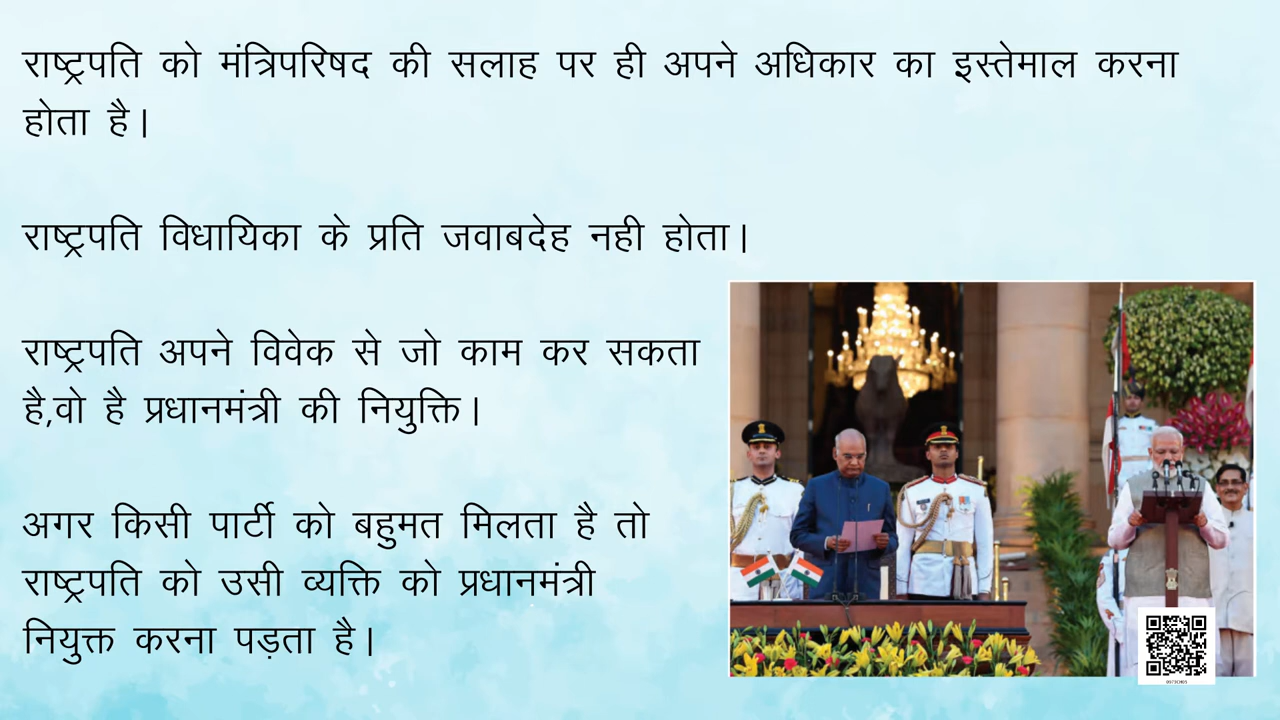 राष्ट्रपति को मंत्रिपरिषद की सलाह पर ही अपने अधिकार का इस्तेमाल करना
होता है।
राष्ट्रपति विधायिका के प्रति जवाबदेह नही होता।
राष्ट्रपति अपने विवेक से जो काम कर सकता
है,वो है प्रधानमंत्री की नियुक्ति।
अगर किसी पार्टी को बहुमत मिलता है तो
राष्ट्रपति को उसी व्यक्ति को प्रधानमंत्री
नियुक्त करना पड़ता है।